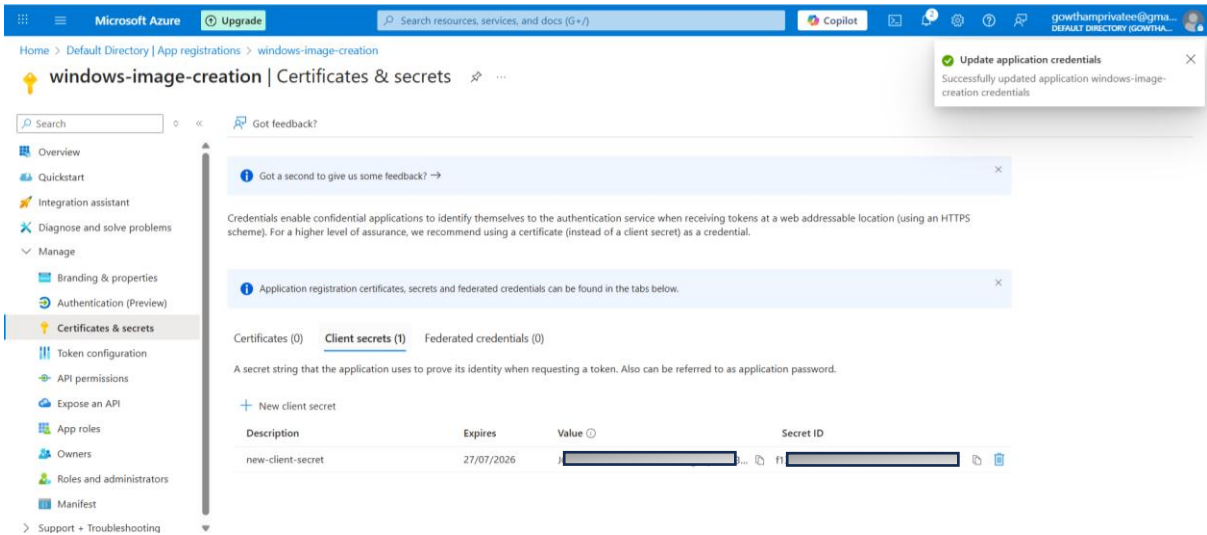 Microsoft Azure
Upgrade
Search resources, services, and docs (G+/)
Copilot
gowthamprivatee@gma...
DEFAULT DIRECTORY (GOWTHA...
Home > Default Directory | App registrations > windows-image-creation
windows-image-creation | Certificates & secrets
Update application credentials
Successfully updated application windows-image-
creation credentials
Search
Got feedback?
Overview
Quickstart
Integration assistant
Diagnose and solve problems
Manage
Branding & properties
Authentication (Preview)
Certificates & secrets
Token configuration
API permissions
Expose an API
App roles
Owners
Roles and administrators
Manifest
Support + Troubleshooting
Got a second to give us some feedback? →
Credentials enable confidential applications to identify themselves to the authentication service when receiving tokens at a web addressable location (using an HTTPS
scheme). For a higher level of assurance, we recommend using a certificate (instead of a client secret) as a credential.
Application registration certificates, secrets and federated credentials can be found in the tabs below.
Certificates (0) Client secrets (1) Federated credentials (0)
A secret string that the application uses to prove its identity when requesting a token. Also can be referred to as application password.
+ New client secret
Description Expires Value Secret ID
new-client-secret 27/07/2026 f1